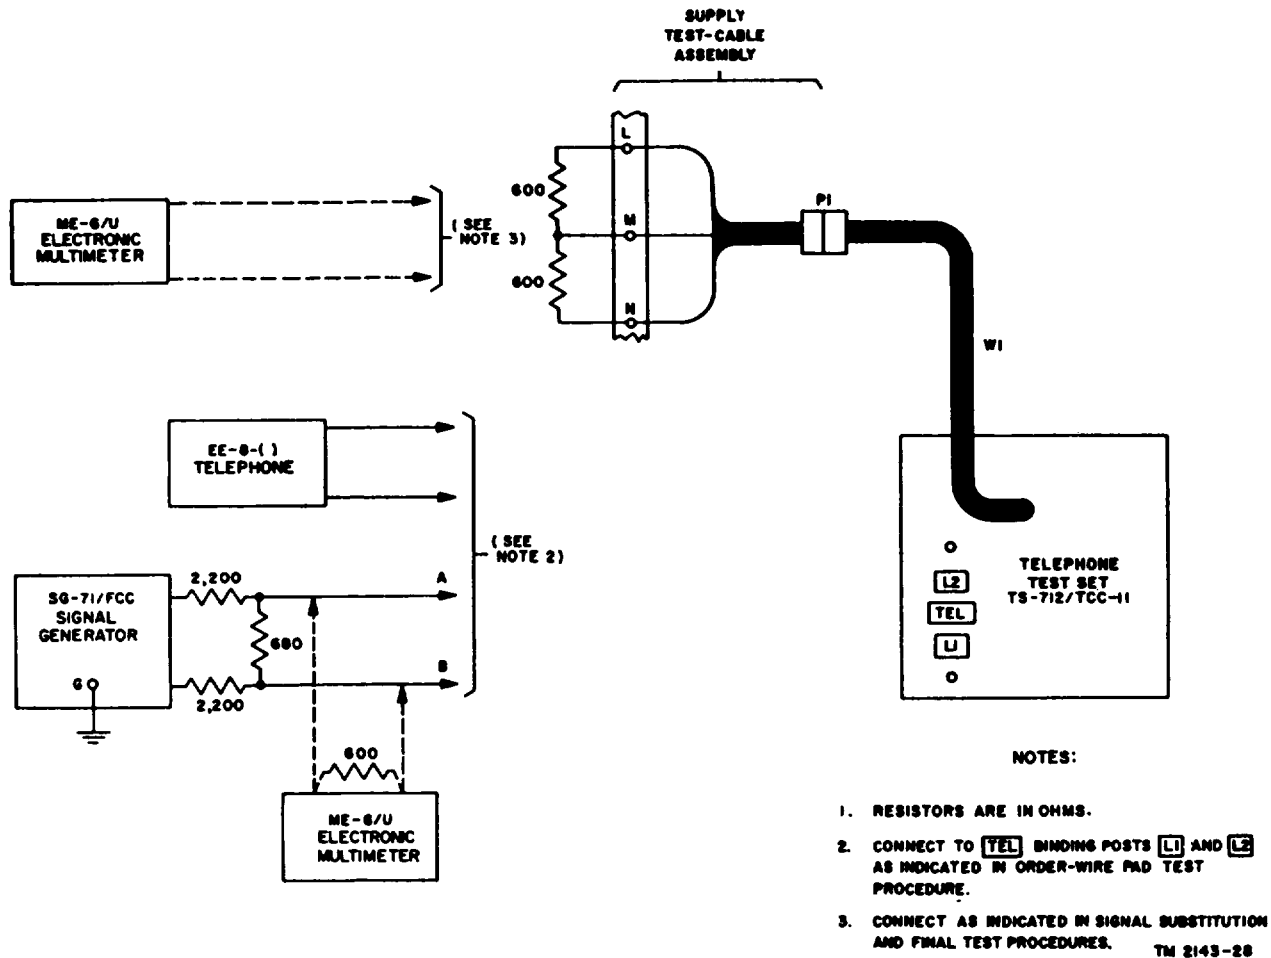 SUPPLY
TEST-CABLE
ASSEMBLY
L
600
M
600
N
P1
W1
ME-6/U
ELECTRONIC
MULTIMETER
(SEE
NOTE 3)
EE-8-( )
TELEPHONE
(SEE
NOTE 2)
SG-71/FCC
SIGNAL
GENERATOR
G
2,200
A
680
B
2,200
600
ME-6/U
ELECTRONIC
MULTIMETER
L2
TEL
L1
TELEPHONE
TEST SET
TS-712/TCC-11
NOTES:
1. RESISTORS ARE IN OHMS.
2. CONNECT TO TEL BINDING POSTS L1 AND L2
AS INDICATED IN ORDER-WIRE PAD TEST
PROCEDURE.
3. CONNECT AS INDICATED IN SIGNAL SUBSTITUTION
AND FINAL TEST PROCEDURES.
TM 2143-28